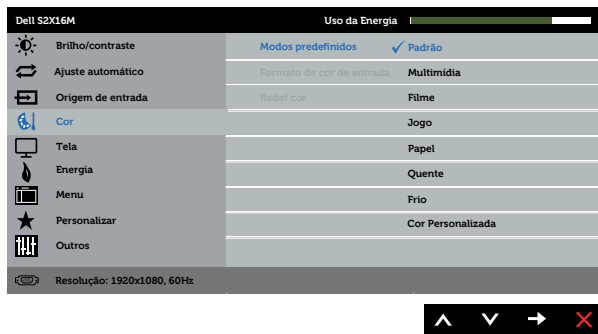 Dell S2X16M Uso da Energia
Brilho/contraste Modos predefinidos Padrão
Ajuste automático Formato de cor de entrada Multimídia
Origem de entrada Redef cor Filme
Cor Jogo
Tela Papel
Energia Quente
Menu Frio
Personalizar Cor Personalizada
Outros
Resolução: 1920x1080, 60Hz